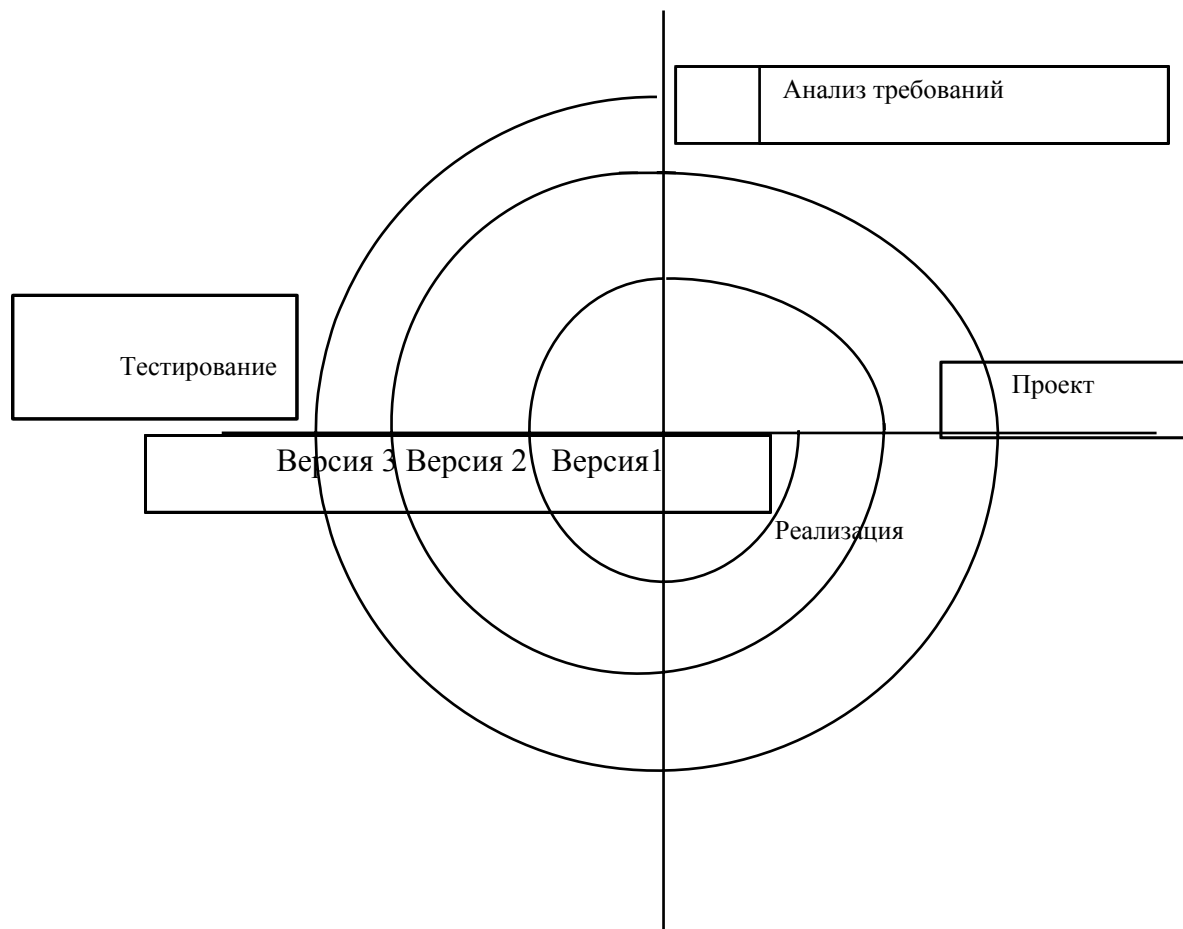 Анализ требований
Тестирование
Проект
Версия 3 Версия 2 Версия1
Реализация